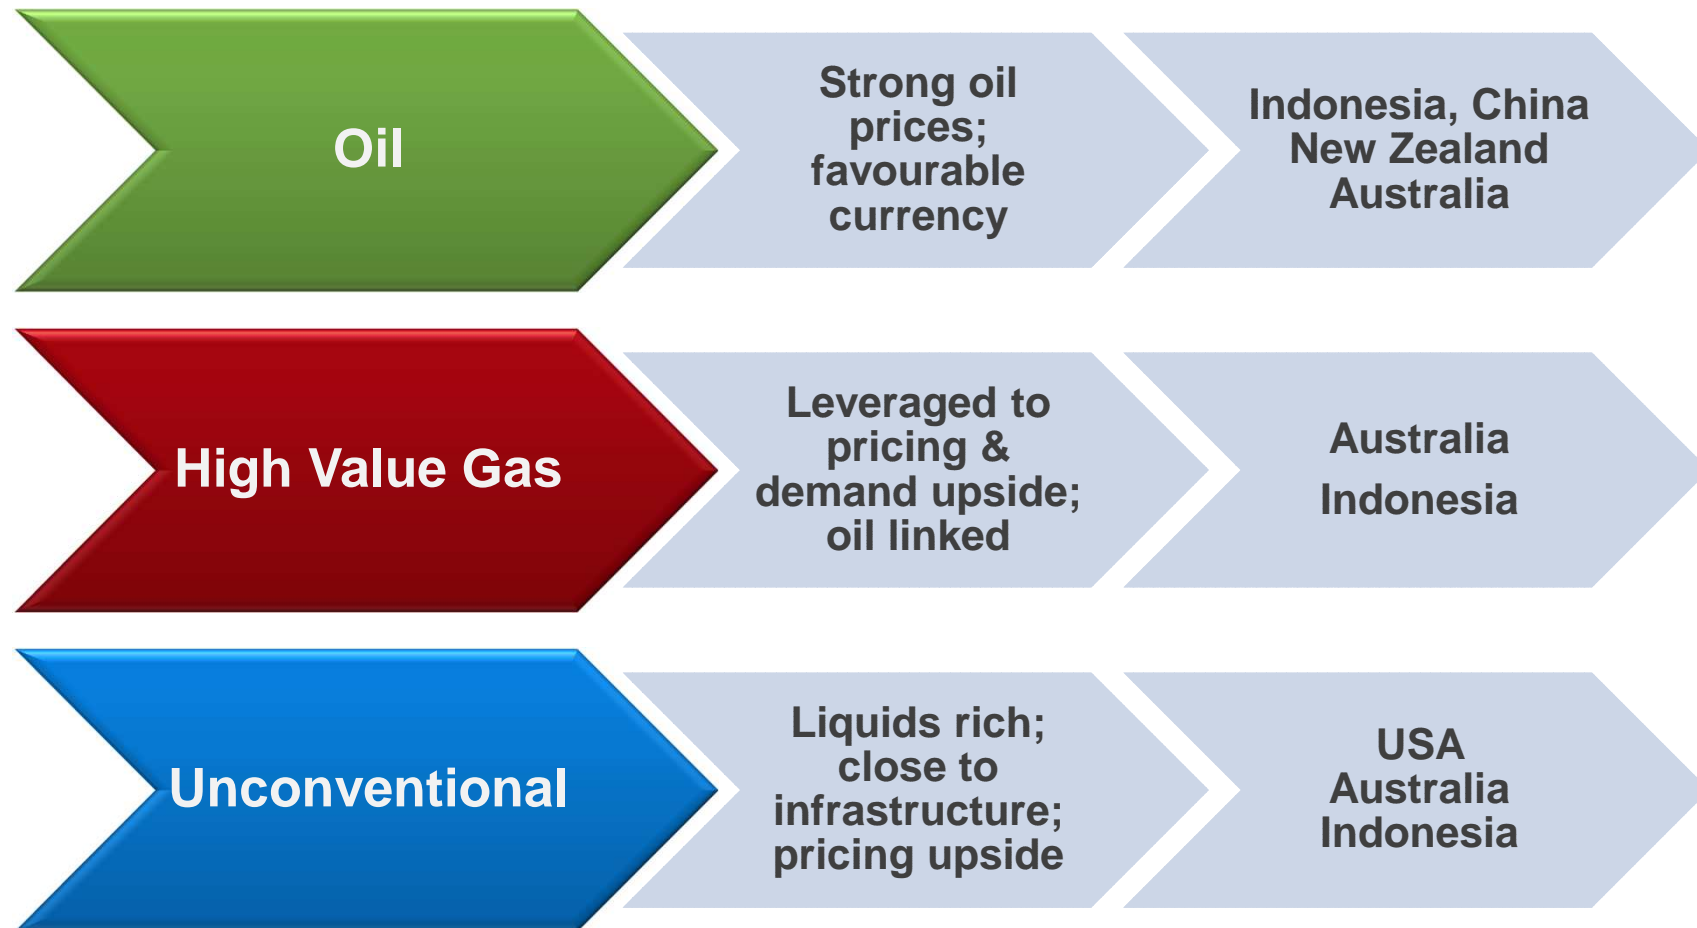 Oil
Strong oil
prices;
favourable
currency
Indonesia, China
New Zealand
Australia
High Value Gas
Leveraged to
pricing &
demand upside;
oil linked
Australia
Indonesia
Unconventional
Liquids rich;
close to
infrastructure;
pricing upside
USA
Australia
Indonesia